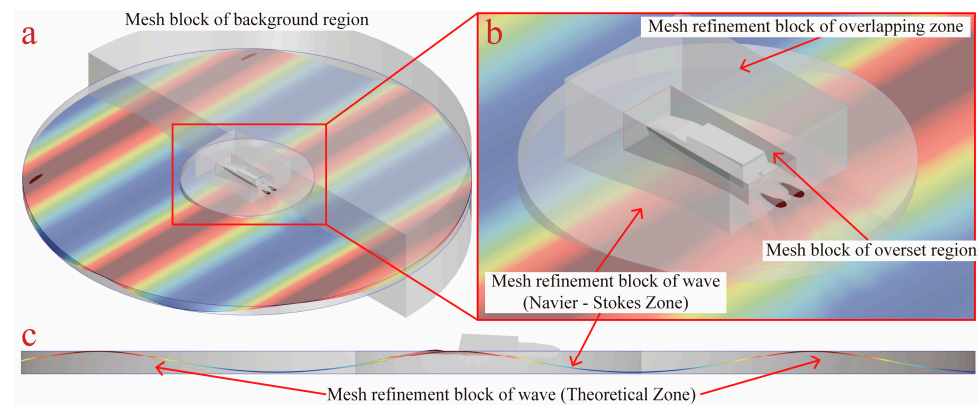 Mesh block of background region
a
b
Mesh refinement block of overlapping zone
Mesh block of overset region
Mesh refinement block of wave
(Navier - Stokes Zone)
c
Mesh refinement block of wave (Theoretical Zone)